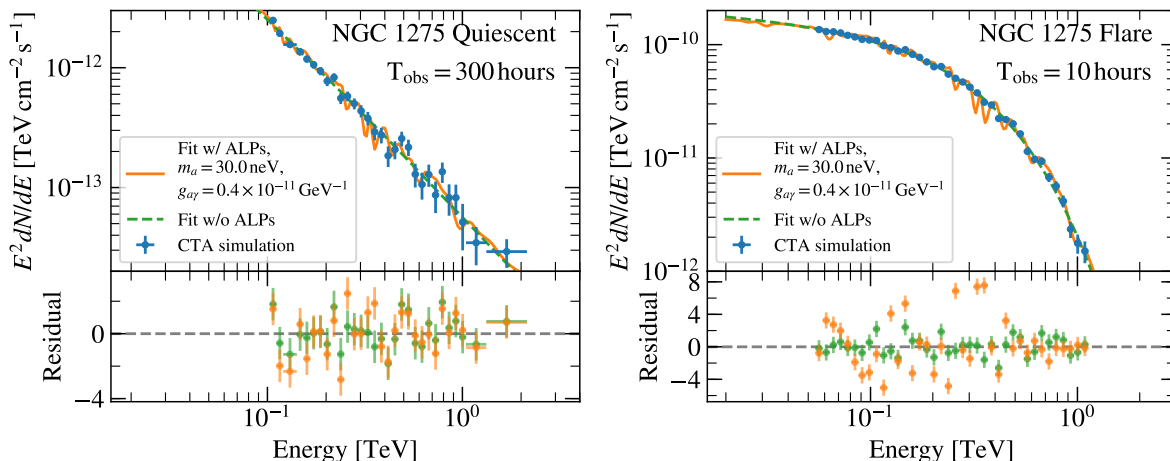 NGC 1275 Quiescent
T_obs = 300 hours
10^-12
10^-13
E^2 dN/dE [TeV cm^-2 s^-1]
Fit w/ ALPs,
m_a = 30.0 neV,
g_aγ = 0.4 × 10^-11 GeV^-1
Fit w/o ALPs
CTA simulation
Residual
0
−4
10^-1
10^0
Energy [TeV]
NGC 1275 Flare
T_obs = 10 hours
10^-10
10^-11
10^-12
E^2 dN/dE [TeV cm^-2 s^-1]
Fit w/ ALPs,
m_a = 30.0 neV,
g_aγ = 0.4 × 10^-11 GeV^-1
Fit w/o ALPs
CTA simulation
Residual
8
4
0
−4
10^-1
10^0
Energy [TeV]